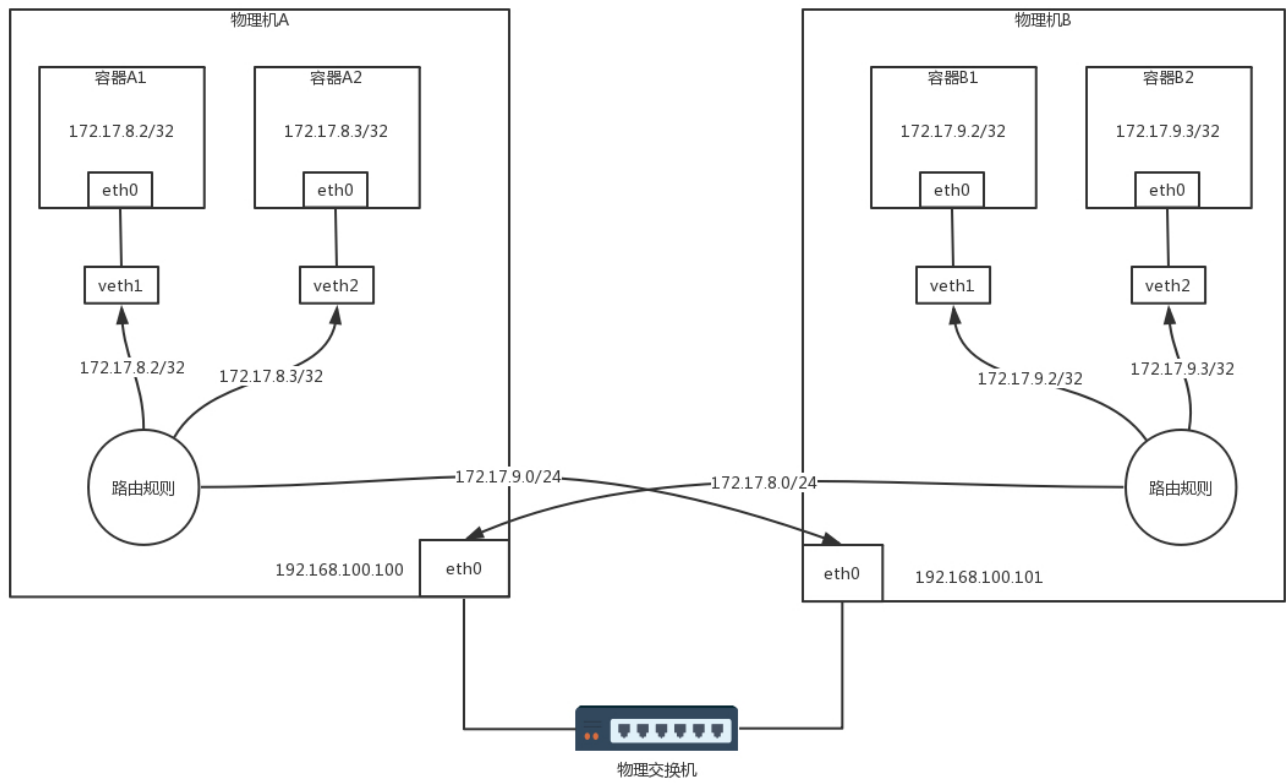 物理机A
物理机B
容器A1
容器A2
容器B1
容器B2
172.17.8.2/32
172.17.8.3/32
172.17.9.2/32
172.17.9.3/32
eth0
eth0
eth0
eth0
veth1
veth2
veth1
veth2
172.17.8.2/32
172.17.8.3/32
172.17.9.2/32
172.17.9.3/32
路由规则
172.17.9.0/24
172.17.8.0/24
路由规则
192.168.100.100
eth0
eth0
192.168.100.101
物理交换机